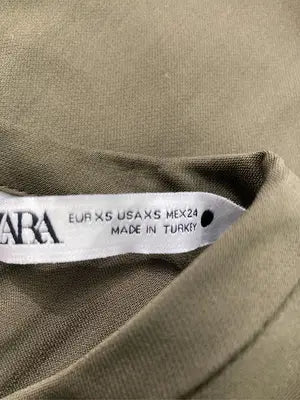 ZARA
EUR XS USA XS MEX 24
MADE IN TURKEY